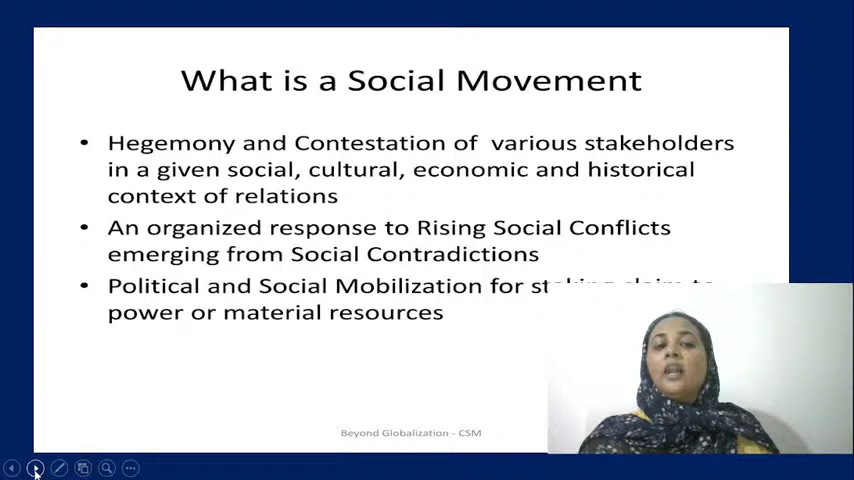 What is a Social Movement
• Hegemony and Contestation of various stakeholders
in a given social, cultural, economic and historical
context of relations
• An organized response to Rising Social Conflicts
emerging from Social Contradictions
• Political and Social Mobilization for staking claim to
power or material resources
Beyond Globalization - CSM